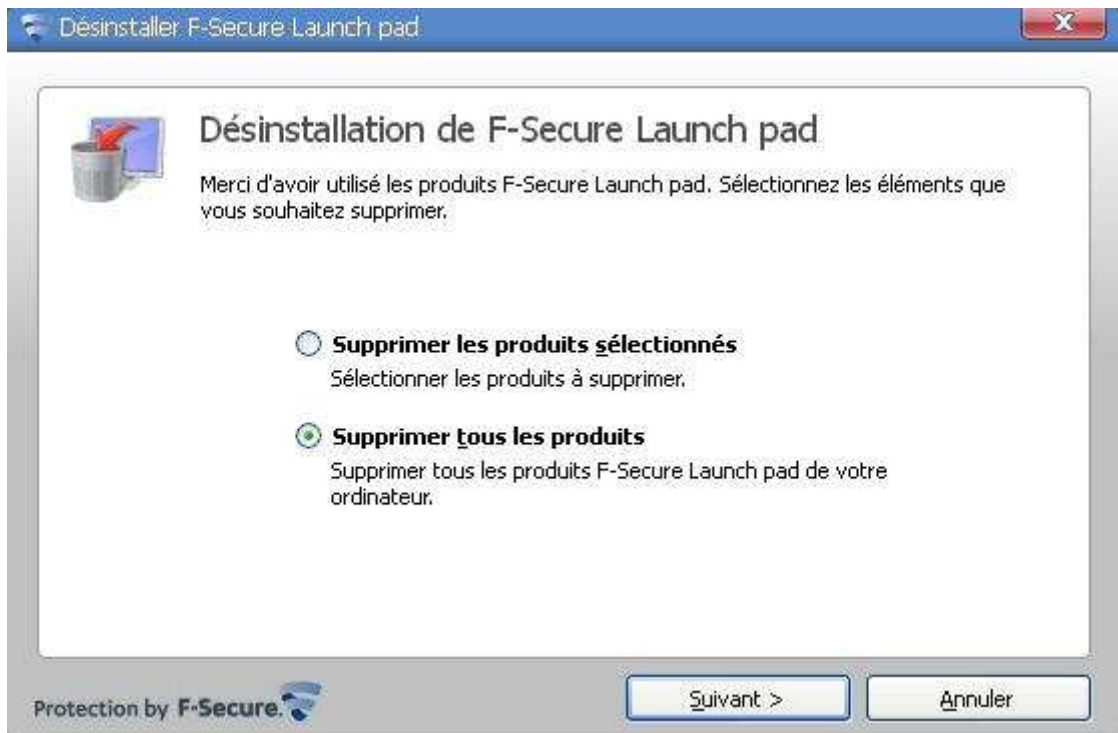 Désinstaller F-Secure Launch pad
Désinstallation de F-Secure Launch pad
Merci d'avoir utilisé les produits F-Secure Launch pad. Sélectionnez les éléments que
vous souhaitez supprimer.
Supprimer les produits sélectionnés
Sélectionner les produits à supprimer.
Supprimer tous les produits
Supprimer tous les produits F-Secure Launch pad de votre
ordinateur.
Protection by F-Secure.
Suivant >
Annuler